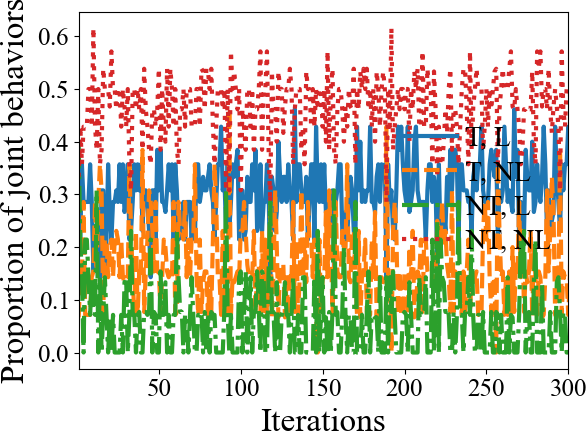 Proportion of joint behaviors
0.6
0.5
0.4
0.3
0.2
0.1
0.0
T, L
T, NL
NT, L
NT, NL
50 100 150 200 250 300
Iterations